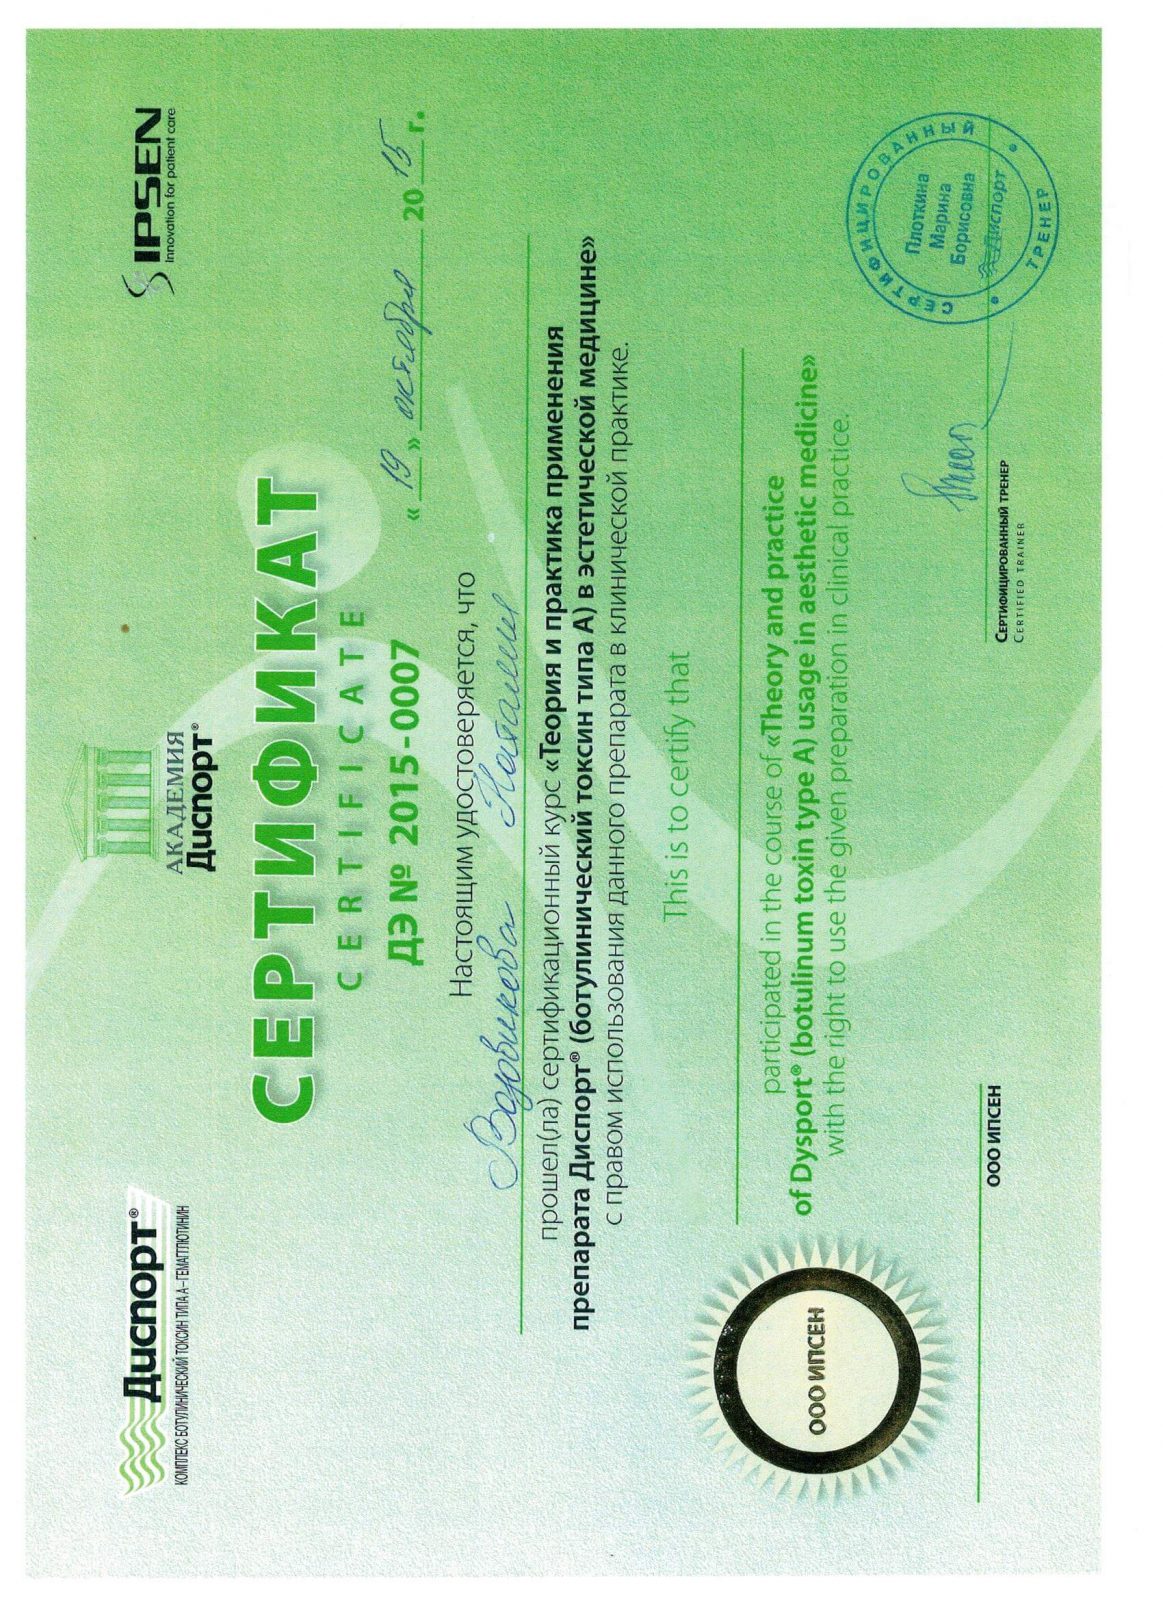 Диспорт®
КОМПЛЕКС БОТУЛИНИЧЕСКИЙ ТОКСИН ТИПА А – ГЕМАГГЛЮТИНИН
АКАДЕМИЯ
Диспорт®
IPSEN
Innovation for patient care
СЕРТИФИКАТ
CERTIFICATE
ДЭ № 2015-0007
« 19 » октября 20 15 г.
Настоящим удостоверяется, что
Наталии
прошел(ла) сертификационный курс «Теория и практика применения
препарата Диспорт® (ботулинический токсин типа А) в эстетической медицине»
с правом использования данного препарата в клинической практике.
This is to certify that
participated in the course of «Theory and practice
of Dysport® (botulinum toxin type A) usage in aesthetic medicine»
with the right to use the given preparation in clinical practice.
ООО ИПСЕН
ООО ИПСЕН
СЕРТИФИЦИРОВАННЫЙ ТРЕНЕР
CERTIFIED TRAINER
СЕРТИФИЦИРОВАННЫЙ
Плоткина
Марина
Борисовна
Диспорт
ТРЕНЕР